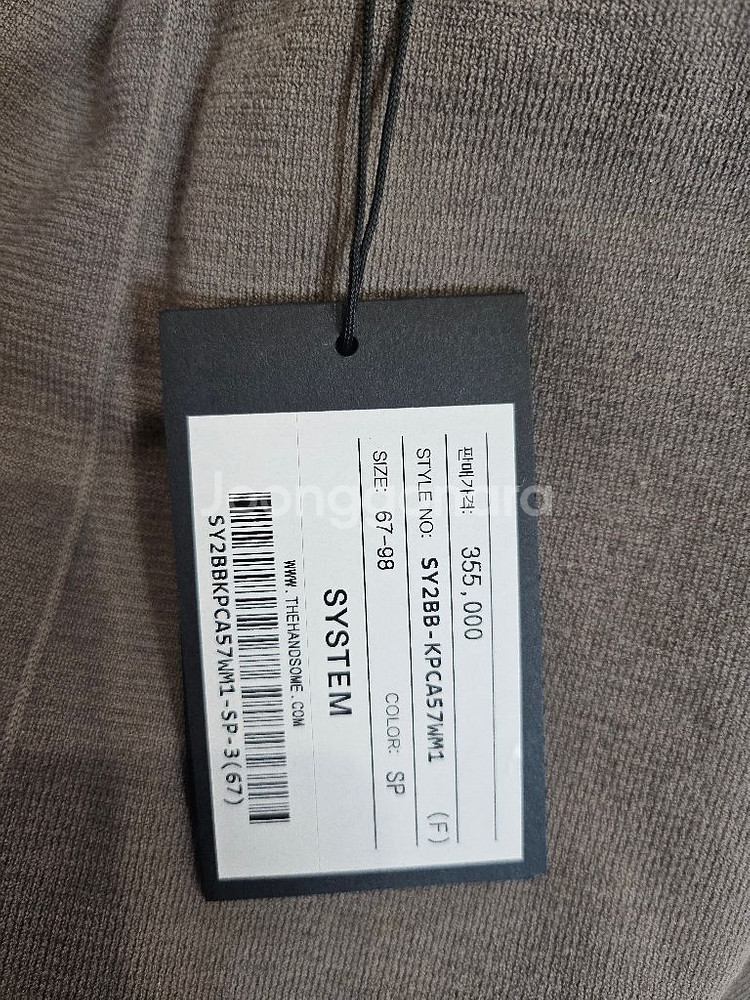 판매가격: 355,000
STYLE NO: SY2BB-KPCA57WM1 (F)
SIZE: 67-98 COLOR: SP
SYSTEM
WWW.THEHANDSOME.COM
SY2BBKPCA57WM1-SP-3(67)
Joonggonara